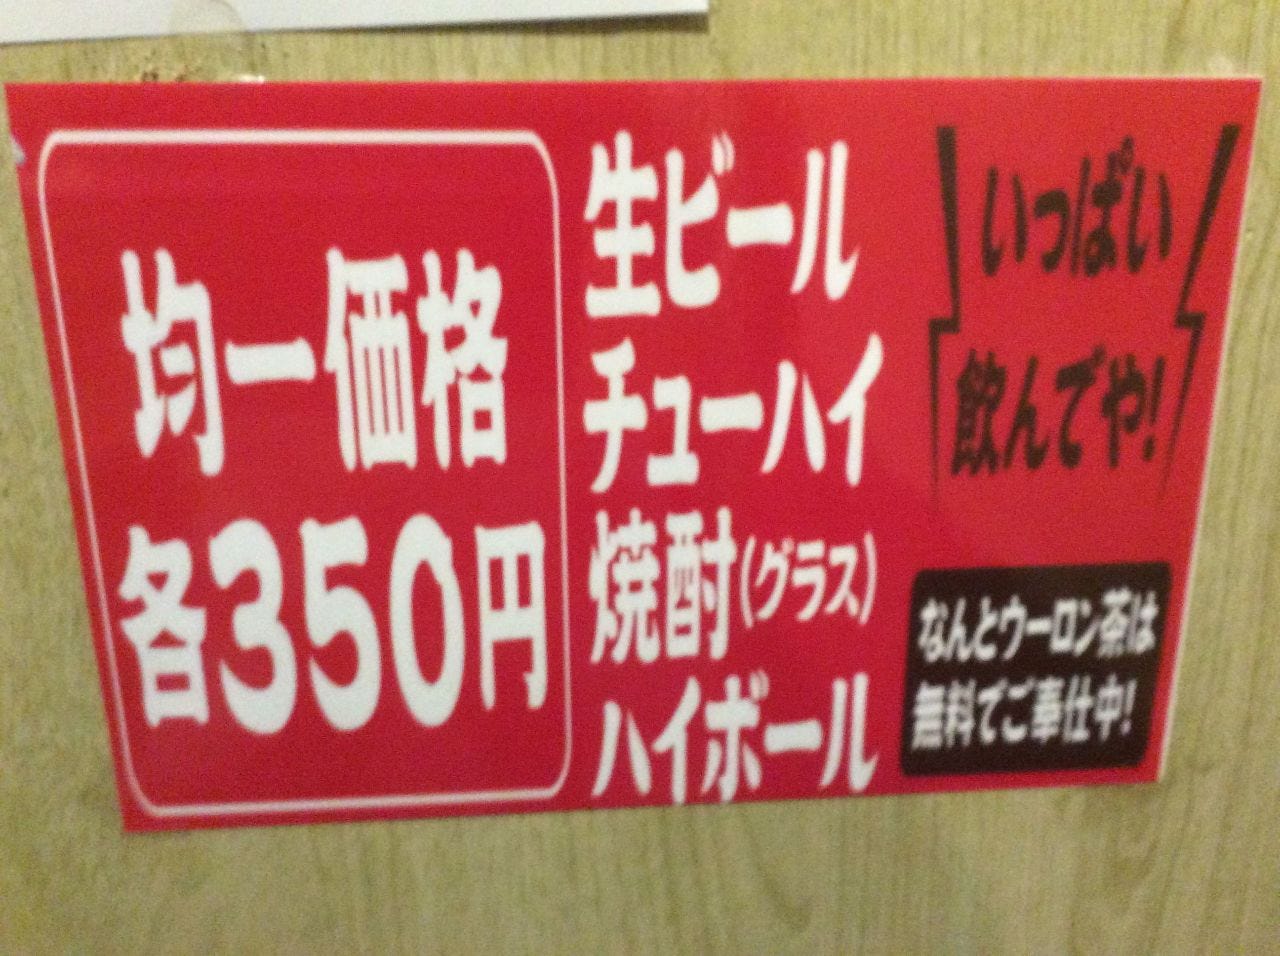 均一価格
各350円
生ビール
チューハイ
焼酎(グラス)
ハイボール
いっぱい
飲んでや!
なんとウーロン茶は
無料でご奉仕中!